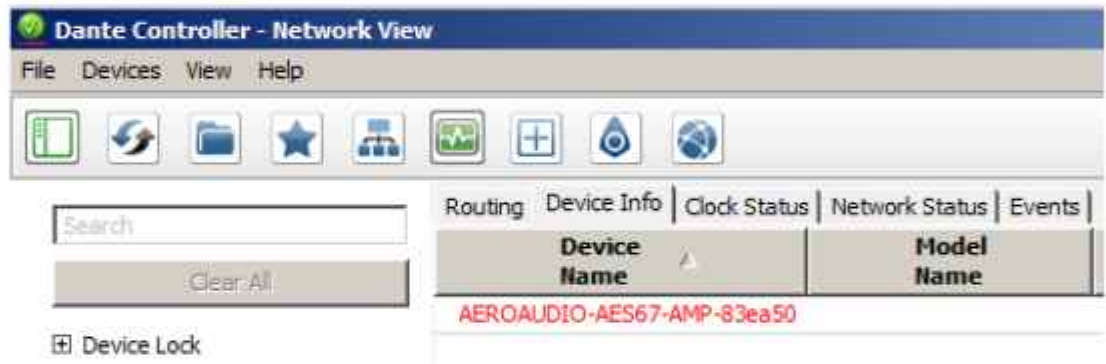 Dante Controller - Network View
File Devices View Help
Search
Clear All
Device Lock
Routing Device Info Clock Status Network Status Events
Device Name Model Name
AEROAUDIO-AES67-AMP-83ea50